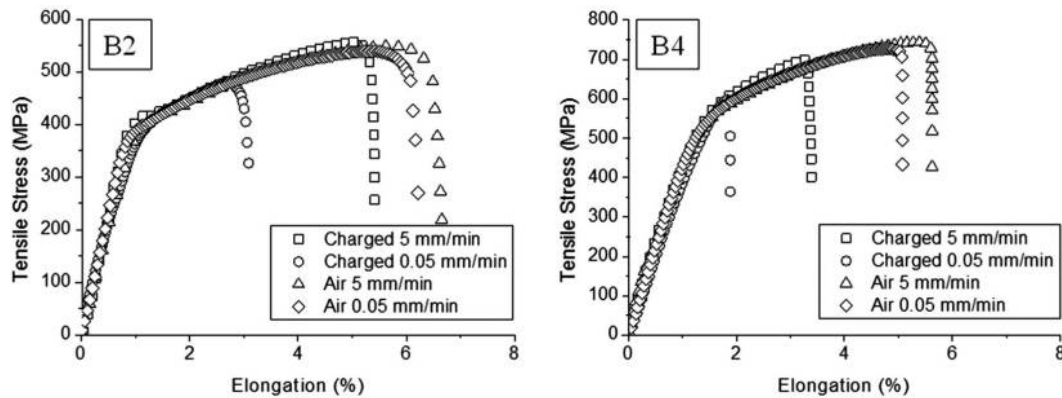 B2
Tensile Stress (MPa)
600
500
400
300
200
100
0
Charged 5 mm/min
Charged 0.05 mm/min
Air 5 mm/min
Air 0.05 mm/min
0 2 4 6 8
Elongation (%)
B4
Tensile Stress (MPa)
800
700
600
500
400
300
200
100
0
Charged 5 mm/min
Charged 0.05 mm/min
Air 5 mm/min
Air 0.05 mm/min
0 2 4 6 8
Elongation (%)